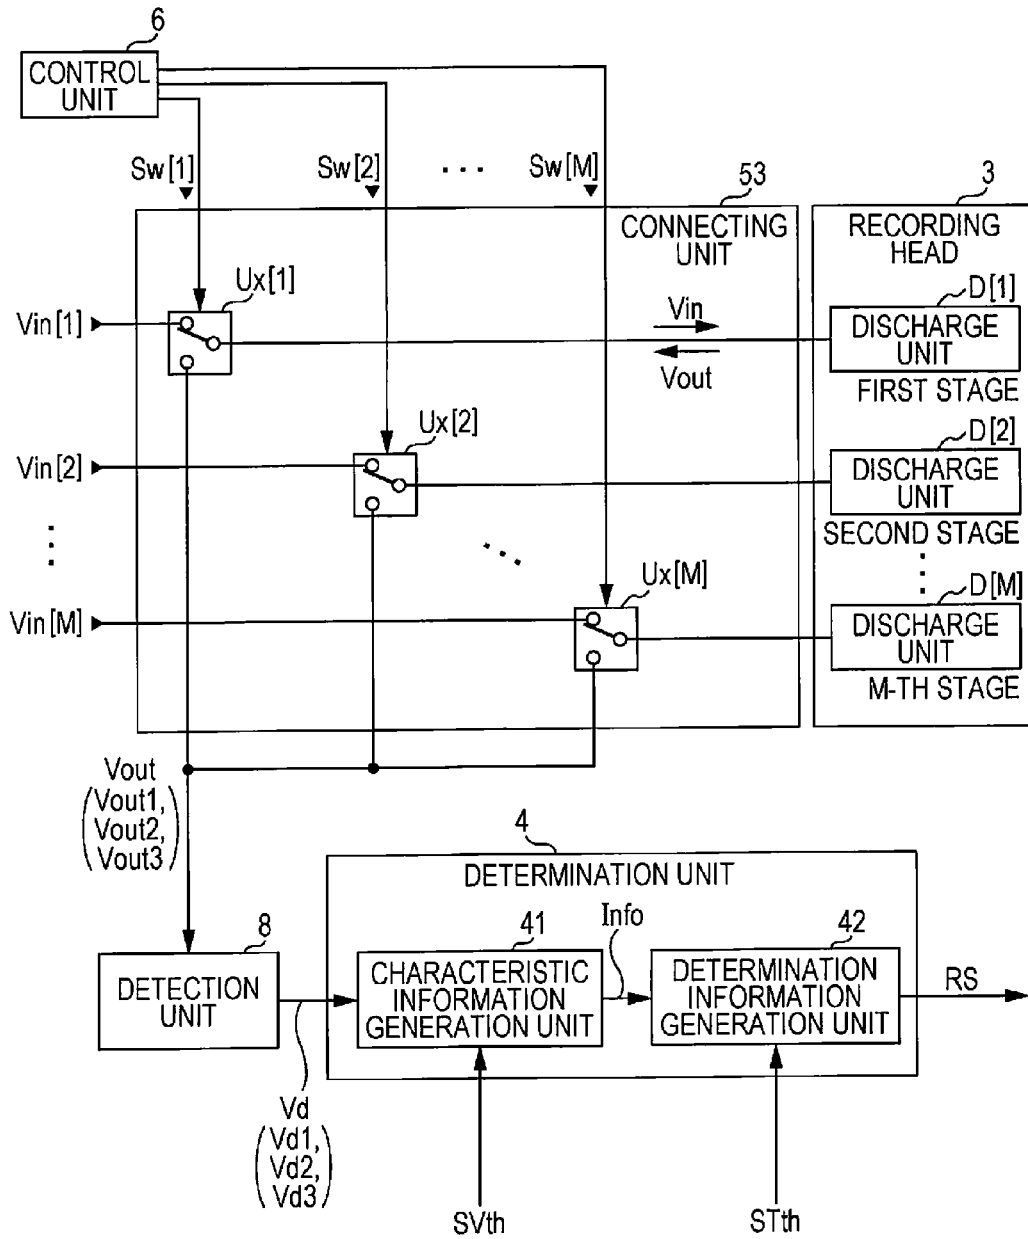 6
CONTROL
UNIT
Sw[1]
Sw[2]
. . .
Sw[M]
53
3
CONNECTING
UNIT
RECORDING
HEAD
Ux[1]
D[1]
Vin[1]
Vin
Vout
DISCHARGE
UNIT
FIRST STAGE
Ux[2]
D[2]
Vin[2]
DISCHARGE
UNIT
SECOND STAGE
Ux[M]
D[M]
Vin[M]
DISCHARGE
UNIT
M-TH STAGE
Vout
(Vout1,
Vout2,
Vout3)
4
DETERMINATION UNIT
8
DETECTION
UNIT
41
CHARACTERISTIC
INFORMATION
GENERATION UNIT
Info
42
DETERMINATION
INFORMATION
GENERATION UNIT
RS
Vd
(Vd1,
Vd2,
Vd3)
SVth
STth